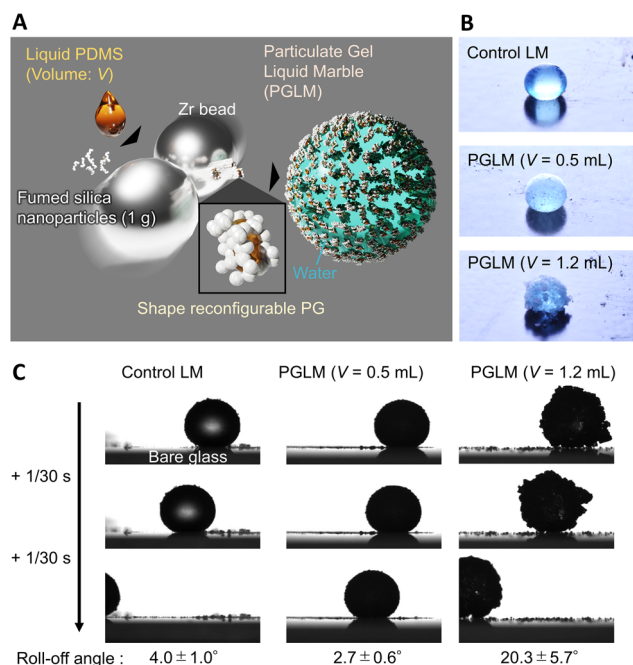 A
Liquid PDMS
(Volume: V)
Zr bead
Particulate Gel
Liquid Marble
(PGLM)
Fumed silica
nanoparticles (1 g)
Water
Shape reconfigurable PG
B
Control LM
PGLM (V = 0.5 mL)
PGLM (V = 1.2 mL)
C
Control LM
PGLM (V = 0.5 mL)
PGLM (V = 1.2 mL)
Bare glass
+ 1/30 s
+ 1/30 s
Roll-off angle : 4.0 ± 1.0° 2.7 ± 0.6° 20.3 ± 5.7°